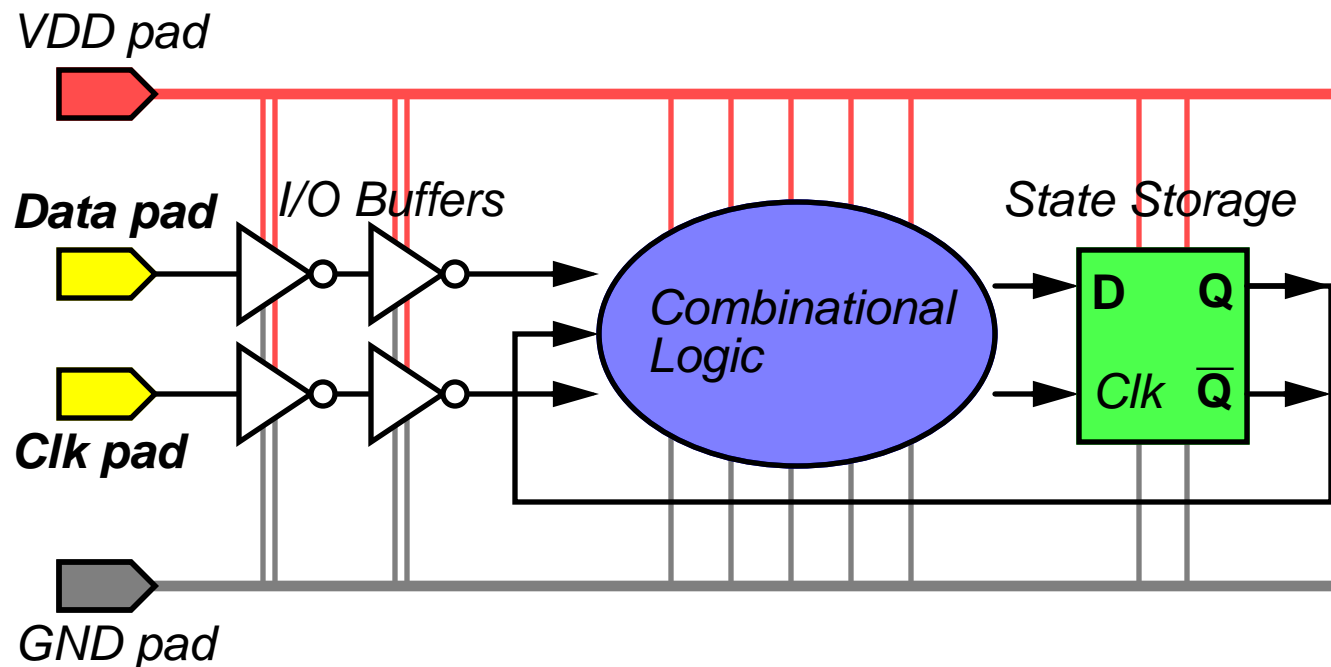 VDD pad
I/O Buffers
State Storage
Data pad
D Q
Combinational
Logic
Clk Q̅
Clk pad
GND pad